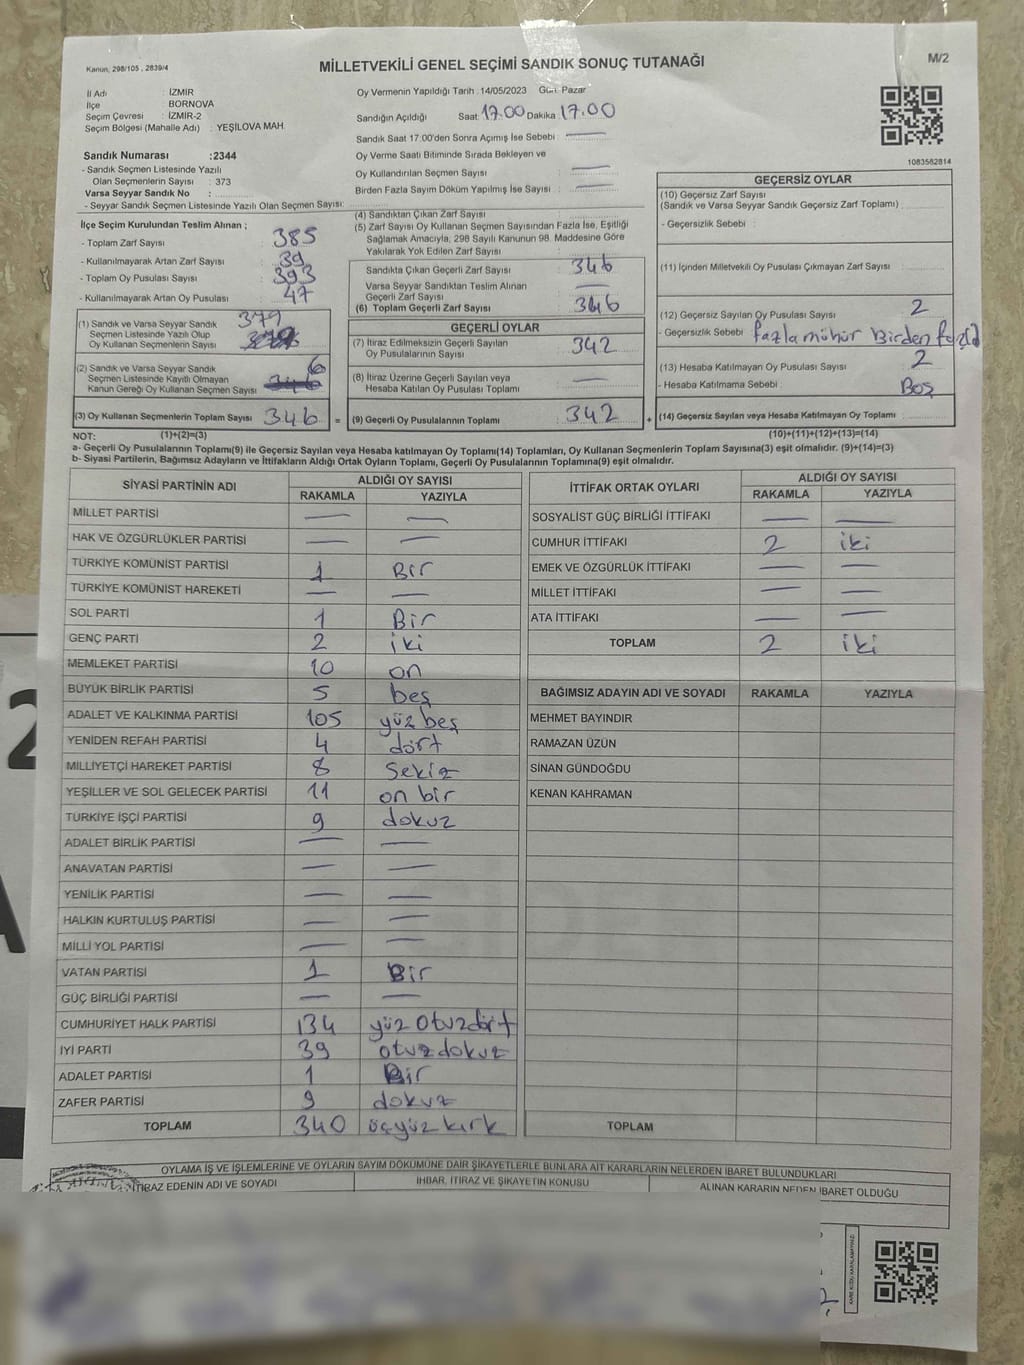 Kanun, 298/105 , 2839/4
MİLLETVEKİLİ GENEL SEÇİMİ SANDIK SONUÇ TUTANAĞI
M/2
İl Adı : İZMİR
İlçe : BORNOVA
Seçim Çevresi : İZMİR-2
Seçim Bölgesi (Mahalle Adı) : YEŞİLOVA MAH.
Sandık Numarası :2344
- Sandık Seçmen Listesinde Yazılı
Olan Seçmenlerin Sayısı : 373
Varsa Seyyar Sandık No :
- Seyyar Sandık Seçmen Listesinde Yazılı Olan Seçmen Sayısı:
Oy Vermenin Yapıldığı Tarih : 14/05/2023 Gün: Pazar
Sandığın Açıldığı Saat 17.00 Dakika 17.00
Sandık Saat 17:00'den Sonra Açımış İse Sebebi : —
Oy Verme Saati Bitiminde Sırada Bekleyen ve
Oy Kullandırılan Seçmen Sayısı : —
Birden Fazla Sayım Döküm Yapılmış İse Sayısı : —
1083562814
İlçe Seçim Kurulundan Teslim Alınan ;
- Toplam Zarf Sayısı : 385
- Kullanılmayarak Artan Zarf Sayısı : 39
- Toplam Oy Pusulası Sayısı : 393
- Kullanılmayarak Artan Oy Pusulası : 47
(1) Sandık ve Varsa Seyyar Sandık
Seçmen Listesinde Yazılı Olup
Oy Kullanan Seçmenlerin Sayısı
(2) Sandık ve Varsa Seyyar Sandık 6
Seçmen Listesinde Kayıtlı Olmayan
Kanun Gereği Oy Kullanan Seçmen Sayısı
(3) Oy Kullanan Seçmenlerin Toplam Sayısı 346 =
(4) Sandıktan Çıkan Zarf Sayısı
(5) Zarf Sayısı Oy Kullanan Seçmen Sayısından Fazla İse, Eşitliği
Sağlamak Amacıyla, 298 Sayılı Kanunun 98. Maddesine Göre
Yakılarak Yok Edilen Zarf Sayısı
Sandıkta Çıkan Geçerli Zarf Sayısı : 346
Varsa Seyyar Sandıktan Teslim Alınan
Geçerli Zarf Sayısı : —
(6) Toplam Geçerli Zarf Sayısı : 346
GEÇERLİ OYLAR
(7) İtiraz Edilmeksizin Geçerli Sayılan
Oy Pusulalarının Sayısı : 342
(8) İtiraz Üzerine Geçerli Sayılan veya
Hesaba Katılan Oy Pusulası Toplamı : —
(9) Geçerli Oy Pusulalarının Toplamı : 342 +
GEÇERSİZ OYLAR
(10) Geçersiz Zarf Sayısı
(Sandık ve Varsa Seyyar Sandık Geçersiz Zarf Toplamı) :
- Geçersizlik Sebebi :
(11) İçinden Milletvekili Oy Pusulası Çıkmayan Zarf Sayısı :
(12) Geçersiz Sayılan Oy Pusulası Sayısı : 2
- Geçersizlik Sebebi : fazla mühür Birden
(13) Hesaba Katılmayan Oy Pusulası Sayısı : 2
- Hesaba Katılmama Sebebi : Boş
(14) Geçersiz Sayılan veya Hesaba Katılmayan Oy Toplamı :
NOT: (1)+(2)=(3)
(10)+(11)+(12)+(13)=(14)
a- Geçerli Oy Pusulalarının Toplamı(9) ile Geçersiz Sayılan veya Hesaba katılmayan Oy Toplamı(14) Toplamları, Oy Kullanan Seçmenlerin Toplam Sayısına(3) eşit olmalıdır. (9)+(14)=(3)
b- Siyasi Partilerin, Bağımsız Adayların ve İttifakların Aldığı Ortak Oyların Toplamı, Geçerli Oy Pusulalarının Toplamına(9) eşit olmalıdır.
SİYASİ PARTİNİN ADI
ALDIĞI OY SAYISI
RAKAMLA YAZIYLA
MİLLET PARTİSİ — —
HAK VE ÖZGÜRLÜKLER PARTİSİ — —
TÜRKİYE KOMÜNİST PARTİSİ 1 Bir
TÜRKİYE KOMÜNİST HAREKETİ — —
SOL PARTİ 1 Bir
GENÇ PARTİ 2 iki
MEMLEKET PARTİSİ 10 on
BÜYÜK BİRLİK PARTİSİ 5 beş
ADALET VE KALKINMA PARTİSİ 105 yüz beş
YENİDEN REFAH PARTİSİ 4 dört
MİLLİYETÇİ HAREKET PARTİSİ 8 Sekiz
YEŞİLLER VE SOL GELECEK PARTİSİ 11 on bir
TÜRKİYE İŞÇİ PARTİSİ 9 dokuz
ADALET BİRLİK PARTİSİ — —
ANAVATAN PARTİSİ — —
YENİLİK PARTİSİ — —
HALKIN KURTULUŞ PARTİSİ — —
MİLLİ YOL PARTİSİ — —
VATAN PARTİSİ 1 Bir
GÜÇ BİRLİĞİ PARTİSİ — —
CUMHURİYET HALK PARTİSİ 134 yüz otuzdört
İYİ PARTİ 39 otuzdokuz
ADALET PARTİSİ 1 Bir
ZAFER PARTİSİ 9 dokuz
TOPLAM 340 üçyüz kırk
İTTİFAK ORTAK OYLARI
ALDIĞI OY SAYISI
RAKAMLA YAZIYLA
SOSYALİST GÜÇ BİRLİĞİ İTTİFAKI — —
CUMHUR İTTİFAKI 2 iki
EMEK VE ÖZGÜRLÜK İTTİFAKI — —
MİLLET İTTİFAKI — —
ATA İTTİFAKI — —
TOPLAM 2 iki
BAĞIMSIZ ADAYIN ADI VE SOYADI RAKAMLA YAZIYLA
MEHMET BAYINDIR
RAMAZAN ÜZÜN
SİNAN GÜNDOĞDU
KENAN KAHRAMAN
TOPLAM
OYLAMA İŞ VE İŞLEMLERİNE VE OYLARIN SAYIM DÖKÜMÜNE DAİR ŞİKAYETLERLE BUNLARA AİT KARARLARIN NELERDEN İBARET BULUNDUKLARI
İTİRAZ EDENİN ADI VE SOYADI
İHBAR, İTİRAZ VE ŞİKAYETİN KONUSU
ALINAN KARARIN NEDEN İBARET OLDUĞU